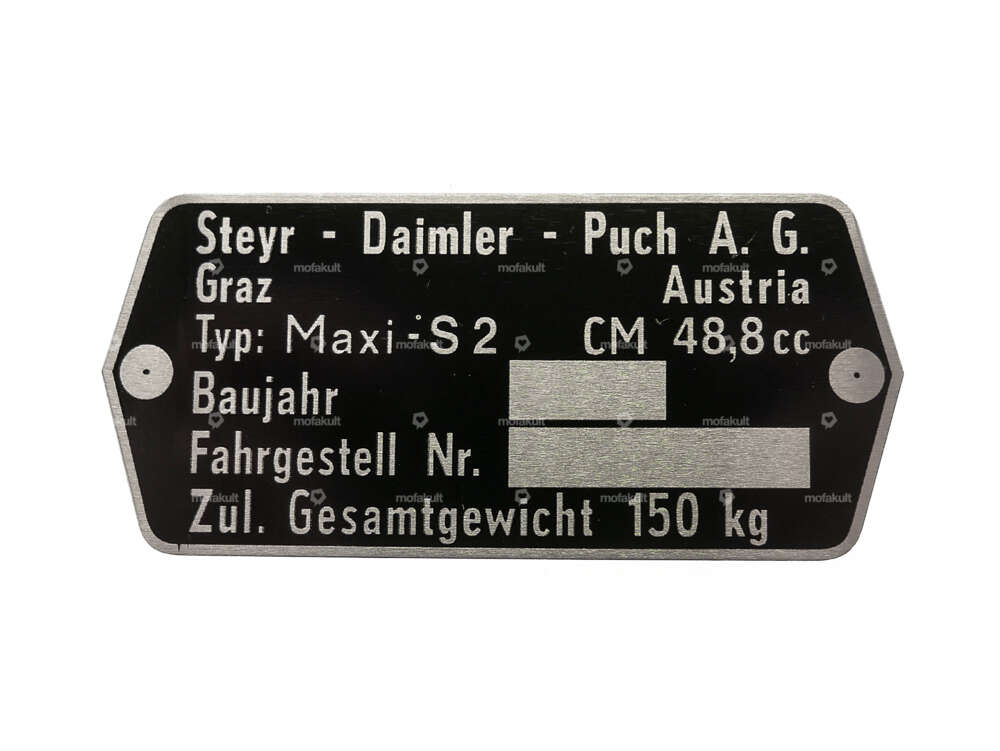 Steyr - Daimler - Puch A. G.
Graz Austria
Typ: Maxi - S 2 CM 48,8 cc
Baujahr
Fahrgestell Nr.
Zul. Gesamtgewicht 150 kg
mofakult